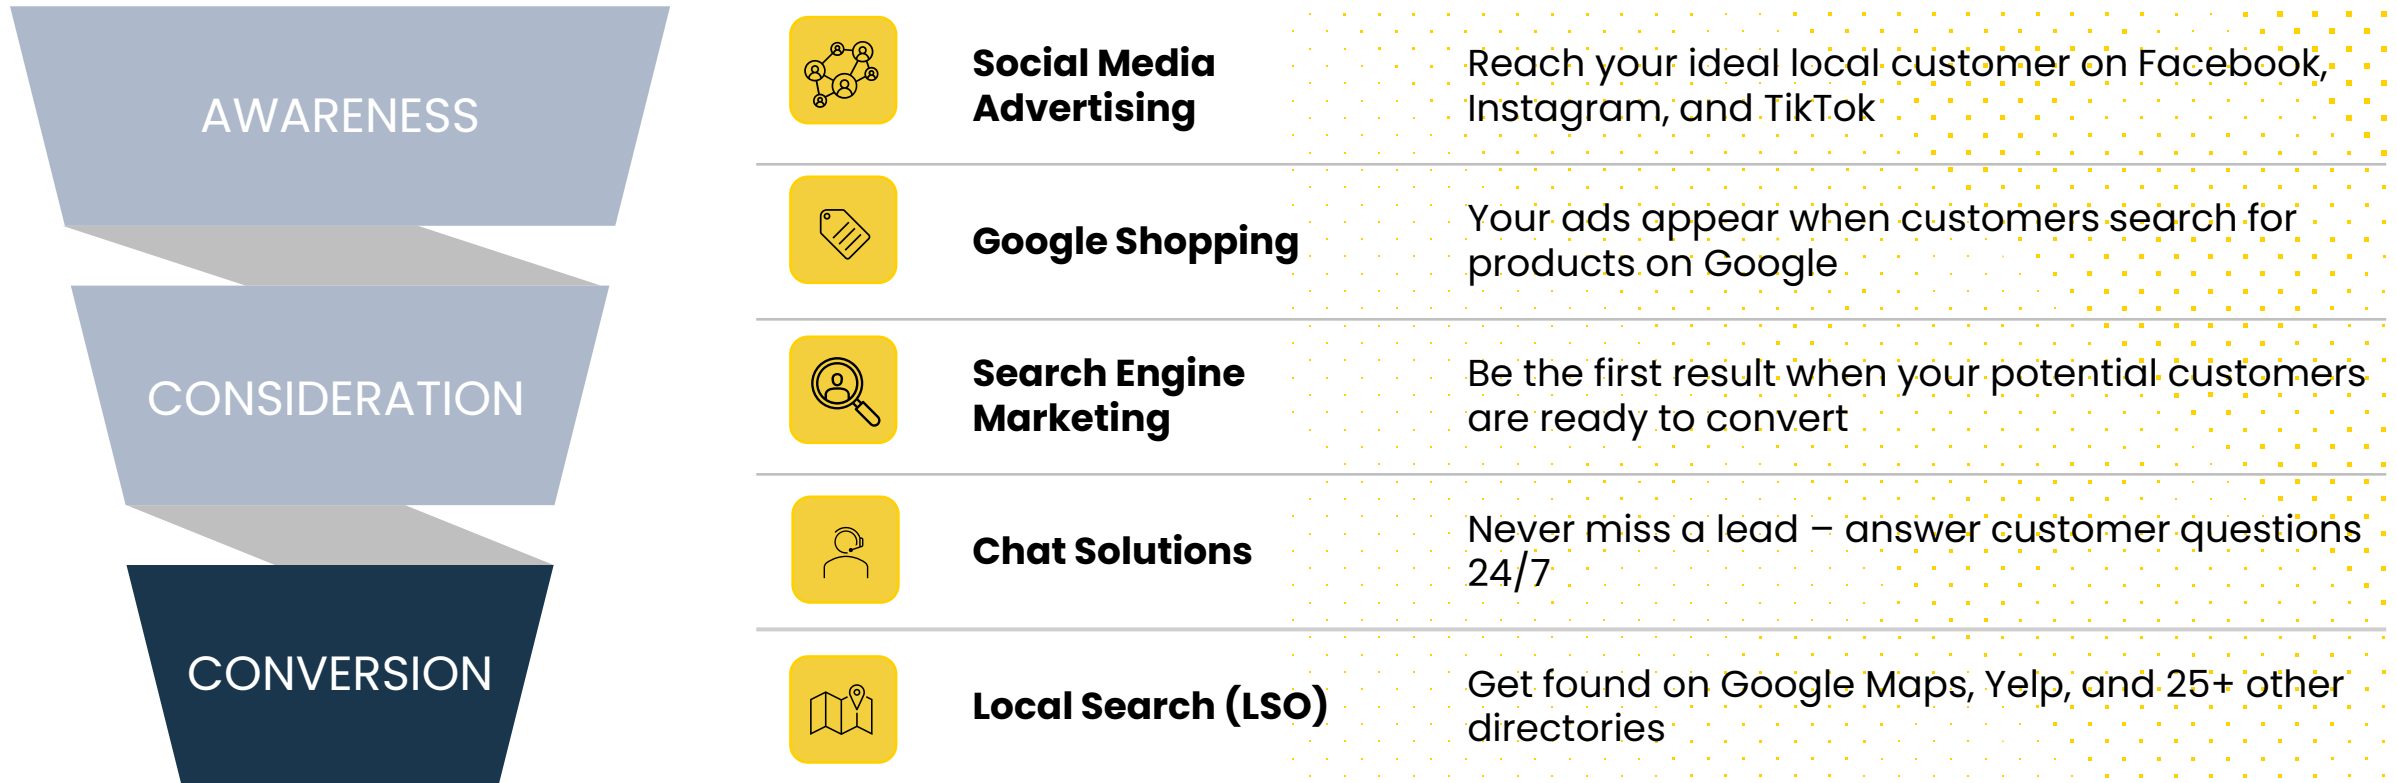 AWARENESS
CONSIDERATION
CONVERSION
Social Media
Advertising
Reach your ideal local customer on Facebook,
Instagram, and TikTok
Google Shopping
Your ads appear when customers search for
products on Google
Search Engine
Marketing
Be the first result when your potential customers
are ready to convert
Chat Solutions
Never miss a lead – answer customer questions
24/7
Local Search (LSO)
Get found on Google Maps, Yelp, and 25+ other
directories